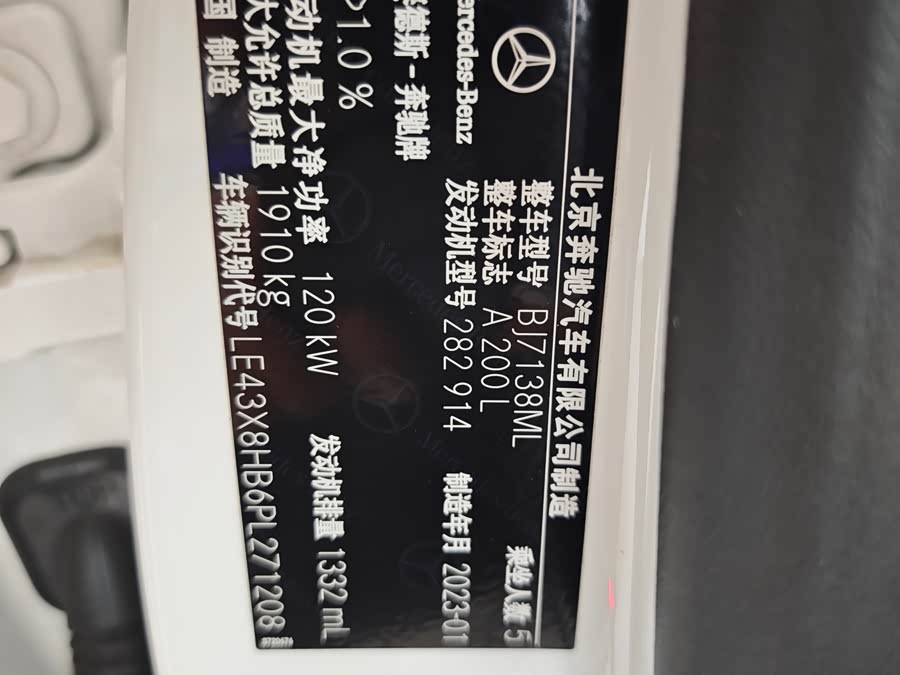 北京奔驰汽车有限公司制造
整车型号 BJ7138ML 乘坐人数 5
整车标志 A 200 L
Mercedes-Benz
发动机型号 282 914 制造年月 2023-01
德斯-奔驰牌
>1.0 %
动机最大净功率 120 kW 发动机排量 1332 mL
大允许总质量 1910 kg
国 制造 车辆识别代号 LE43X8HB6PL271208